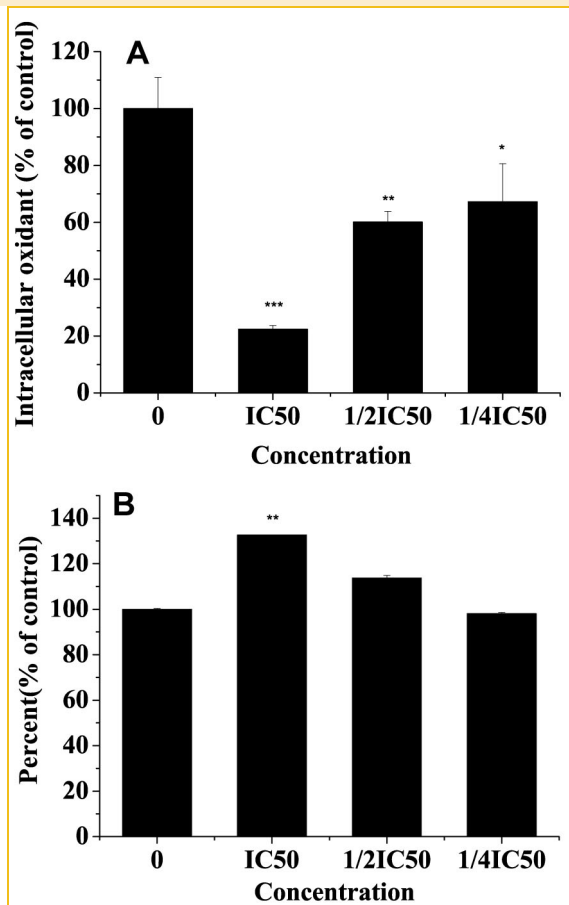 A
Intracellular oxidant (% of control)
120
100
80
60
40
20
0
***
**
*
0 IC50 1/2IC50 1/4IC50
Concentration
B
Percent(% of control)
140
120
100
80
60
40
20
0
**
0 IC50 1/2IC50 1/4IC50
Concentration